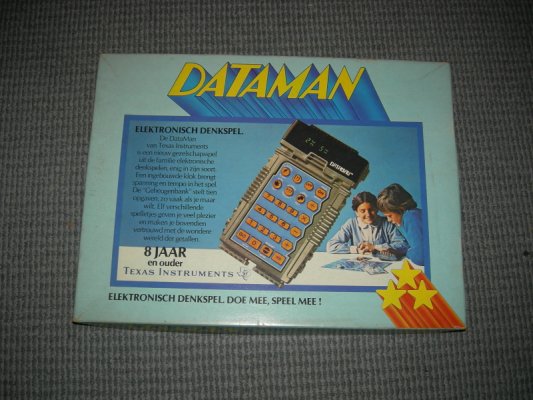 DATAMAN
ELEKTRONISCH DENKSPEL.
De DataMan
van Texas Instruments
is een nieuw gezelschapsspel
uit de familie elektronische
denkspelen, enig in zijn soort.
Een ingebouwde klok brengt
spanning en tempo in het spel.
De "Geheugenbank" stelt tien
opgaven, zo vaak als je maar
wilt. Elf verschillende
spelletjes geven je veel plezier
en maken je bovendien
vertrouwd met de wondere
wereld der getallen.
8 JAAR
en ouder
TEXAS INSTRUMENTS
DATAMAN
ELEKTRONISCH DENKSPEL. DOE MEE, SPEEL MEE!